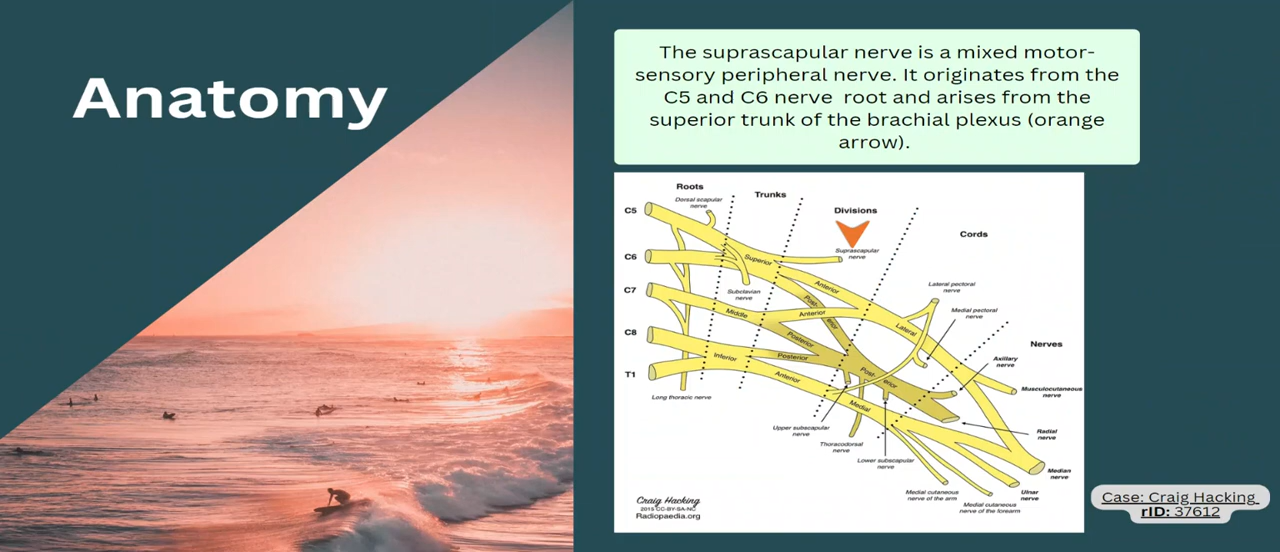 Anatomy
The suprascapular nerve is a mixed motor-
sensory peripheral nerve. It originates from the
C5 and C6 nerve root and arises from the
superior trunk of the brachial plexus (orange
arrow).
Roots
Trunks
Divisions
Cords
Nerves
Dorsal scapular
nerve
C5
C6
C7
C8
T1
Suprascapular
nerve
Superior
Subclavian
nerve
Middle
Inferior
Anterior
Posterior
Anterior
Posterior
Posterior
Anterior
Lateral
Posterior
Medial
Lateral pectoral
nerve
Medial pectoral
nerve
Axillary
nerve
Musculocutaneous
nerve
Radial
nerve
Median
nerve
Ulnar
nerve
Long thoracic nerve
Upper subscapular
nerve
Thoracodorsal
nerve
Lower subscapular
nerve
Medial cutaneous
nerve of the arm
Medial cutaneous
nerve of the forearm
Craig Hacking
2015 CC-BY-SA-NC
Radiopaedia.org
Case: Craig Hacking
rID: 37612